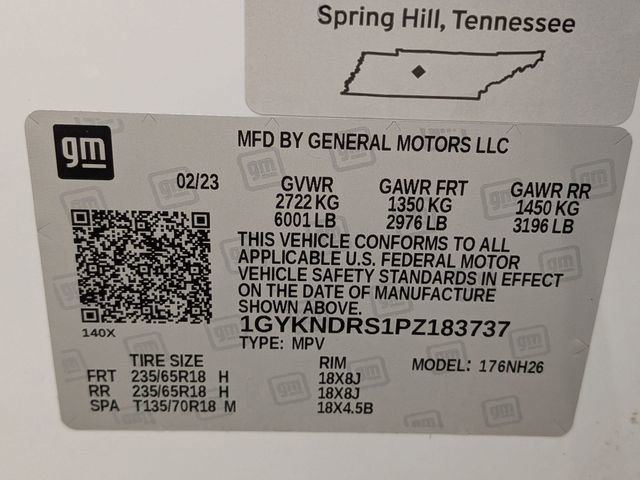 Spring Hill, Tennessee
gm
MFD BY GENERAL MOTORS LLC
02/23
GVWR GAWR FRT GAWR RR
2722 KG 1350 KG 1450 KG
6001 LB 2976 LB 3196 LB
THIS VEHICLE CONFORMS TO ALL
APPLICABLE U.S. FEDERAL MOTOR
VEHICLE SAFETY STANDARDS IN EFFECT
ON THE DATE OF MANUFACTURE
SHOWN ABOVE.
1GYKNDRS1PZ183737
140X
TYPE: MPV
TIRE SIZE RIM MODEL: 176NH26
FRT 235/65R18 H 18X8J
RR 235/65R18 H 18X8J
SPA T135/70R18 M 18X4.5B